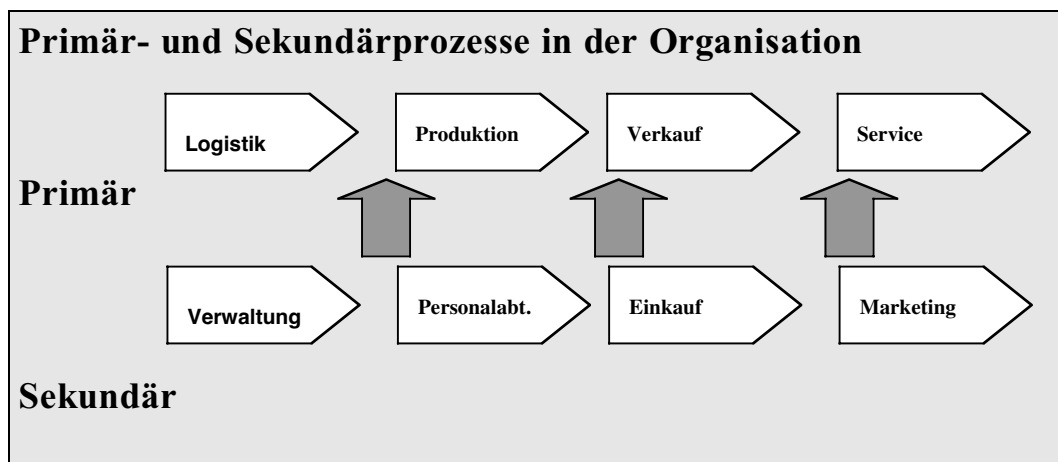 Primär- und Sekundärprozesse in der Organisation
Logistik
Produktion
Verkauf
Service
Primär
Verwaltung
Personalabt.
Einkauf
Marketing
Sekundär